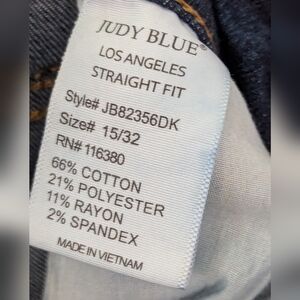 JUDY BLUE®
LOS ANGELES
STRAIGHT FIT
Style# JB82356DK
Size# 15/32
RN# 116380
66% COTTON
21% POLYESTER
11% RAYON
2% SPANDEX
MADE IN VIETNAM